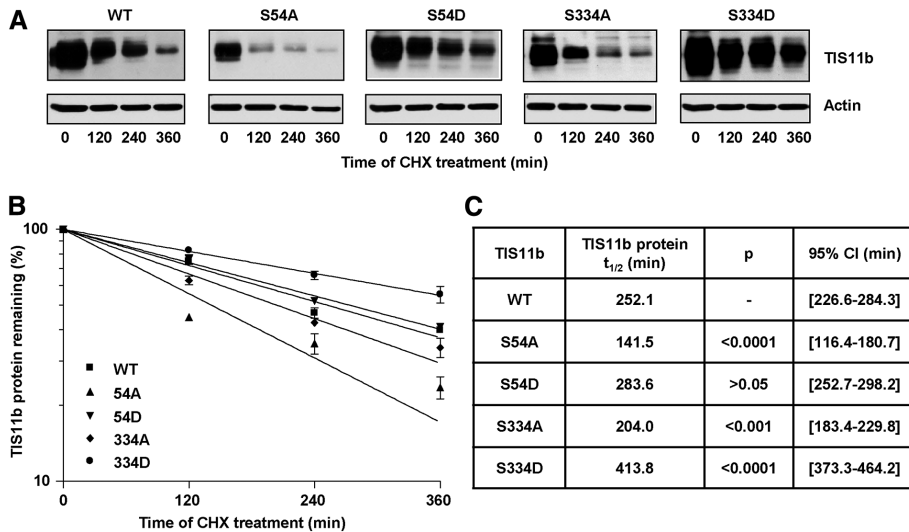 A
WT S54A S54D S334A S334D
TIS11b
Actin
0 120 240 360 0 120 240 360 0 120 240 360 0 120 240 360 0 120 240 360
Time of CHX treatment (min)
B
TIS11b protein remaining (%)
100
10
WT
54A
54D
334A
334D
0 120 240 360
Time of CHX treatment (min)
C
TIS11b TIS11b protein t1/2 (min) p 95% CI (min)
WT 252.1 - [226.6-284.3]
S54A 141.5 <0.0001 [116.4-180.7]
S54D 283.6 >0.05 [252.7-298.2]
S334A 204.0 <0.001 [183.4-229.8]
S334D 413.8 <0.0001 [373.3-464.2]